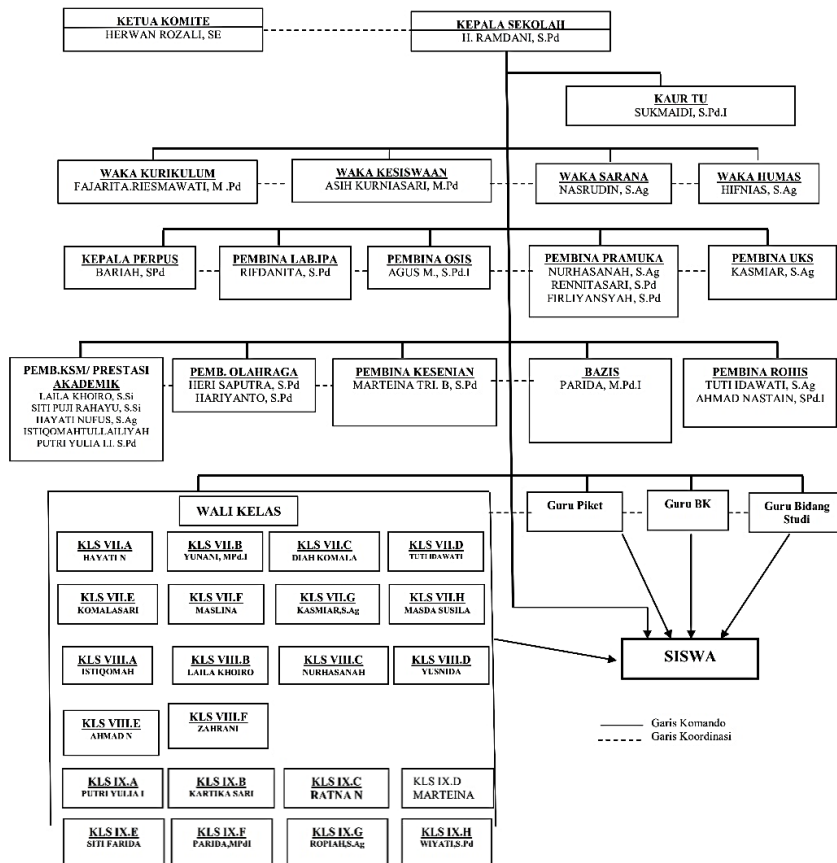 KETUA KOMITE
HERWAN ROZALI, SE
KEPALA SEKOLAH
H. RAMDANI, S.Pd
KAUR TU
SUKMAIDI, S.Pd.I
WAKA KURIKULUM
FAJARITA.RIESMAWATI, M .Pd
WAKA KESISWAAN
ASIH KURNIASARI, M.Pd
WAKA SARANA
NASRUDIN, S.Ag
WAKA HUMAS
HIFNIAS, S.Ag
KEPALA PERPUS
BARIAH, SPd
PEMBINA LAB.IPA
RIFDANITA, S.Pd
PEMBINA OSIS
AGUS M., S.Pd.I
PEMBINA PRAMUKA
NURHASANAH, S.Ag
RENNITASARI, S.Pd
FIRLIYANSYAH, S.Pd
PEMBINA UKS
KASMIAR, S.Ag
PEMB.KSM/ PRESTASI
AKADEMIK
LAILA KHOIRO, S.Si
SITI PUJI RAHAYU, S.Si
HAYATI NUFUS, S.Ag
ISTIQOMAHTULLAILIYAH
PUTRI YULIA I.I. S.Pd
PEMB. OLAHRAGA
HERI SAPUTRA, S.Pd
HARIYANTO, S.Pd
PEMBINA KESENIAN
MARTEINA TRI. B, S.Pd
BAZIS
PARIDA, M.Pd.I
PEMBINA ROHIS
TUTI IDAWATI, S.Ag
AHMAD NASTAIN, SPd.I
WALI KELAS
Guru Piket
Guru BK
Guru Bidang
Studi
KLS VII.A
HAYATI N
KLS VII.B
YUNANI, MPd.I
KLS VII.C
DIAH KOMALA
KLS VII.D
TUTI IDAWATI
KLS VII.E
KOMALASARI
KLS VII.F
MASLINA
KLS VII.G
KASMIAR,S.Ag
KLS VII.H
MASDA SUSILA
KLS VIII.A
ISTIQOMAH
KLS VIII.B
LAILA KHOIRO
KLS VIII.C
NURHASANAH
KLS VIII.D
YUSNIDA
SISWA
KLS VIII.E
AHMAD N
KLS VIII.F
ZAHRANI
Garis Komando
Garis Koordinasi
KLS IX.A
PUTRI YULIA I
KLS IX.B
KARTIKA SARI
KLS IX.C
RATNA N
KLS IX.D
MARTEINA
KLS IX.E
SITI FARIDA
KLS IX.F
PARIDA,MPdI
KLS IX.G
ROPIAH,S.Ag
KLS IX.H
WIYATI,S.Pd